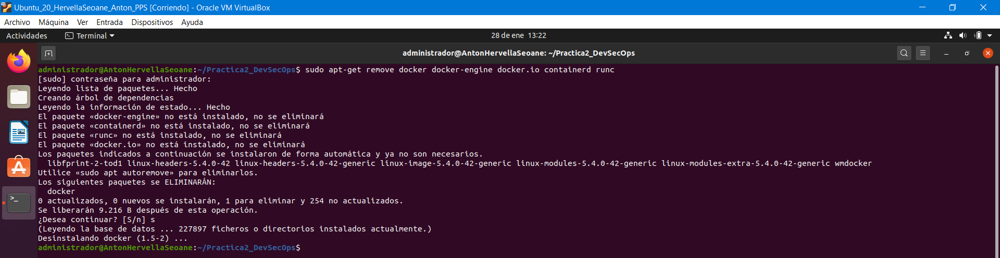 Ubuntu_20_HervellaSeoane_Anton_PPS [Corriendo] - Oracle VM VirtualBox
Archivo Máquina Ver Entrada Dispositivos Ayuda
Actividades Terminal 28 de ene 13:22
administrador@AntonHervellaSeoane: ~/Practica2_DevSecOps
administrador@AntonHervellaSeoane:~/Practica2_DevSecOps$ sudo apt-get remove docker docker-engine docker.io containerd runc
[sudo] contraseña para administrador:
Leyendo lista de paquetes... Hecho
Creando árbol de dependencias
Leyendo la información de estado... Hecho
El paquete «docker-engine» no está instalado, no se eliminará
El paquete «containerd» no está instalado, no se eliminará
El paquete «runc» no está instalado, no se eliminará
El paquete «docker.io» no está instalado, no se eliminará
Los paquetes indicados a continuación se instalaron de forma automática y ya no son necesarios.
libfprint-2-tod1 linux-headers-5.4.0-42 linux-headers-5.4.0-42-generic linux-image-5.4.0-42-generic linux-modules-5.4.0-42-generic linux-modules-extra-5.4.0-42-generic wmdocker
Utilice «sudo apt autoremove» para eliminarlos.
Los siguientes paquetes se ELIMINARÁN:
docker
0 actualizados, 0 nuevos se instalarán, 1 para eliminar y 254 no actualizados.
Se liberarán 9.216 B después de esta operación.
¿Desea continuar? [S/n] s
(Leyendo la base de datos ... 227897 ficheros o directorios instalados actualmente.)
Desinstalando docker (1.5-2) ...
administrador@AntonHervellaSeoane:~/Practica2_DevSecOps$